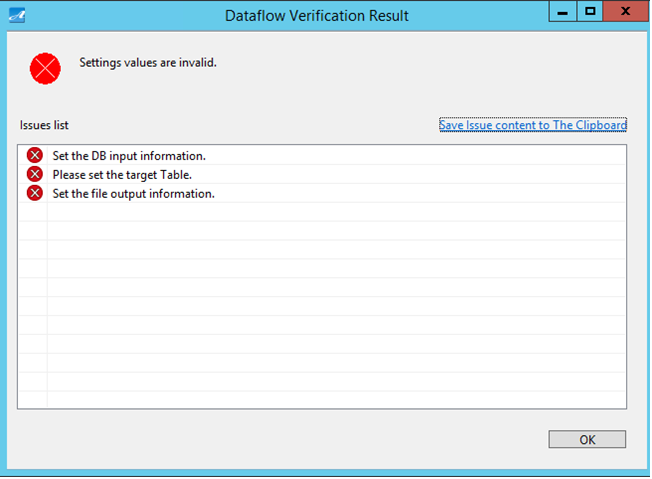 Dataflow Verification Result
Settings values are invalid.
Issues list
Save Issue content to The Clipboard
Set the DB input information.
Please set the target Table.
Set the file output information.
OK